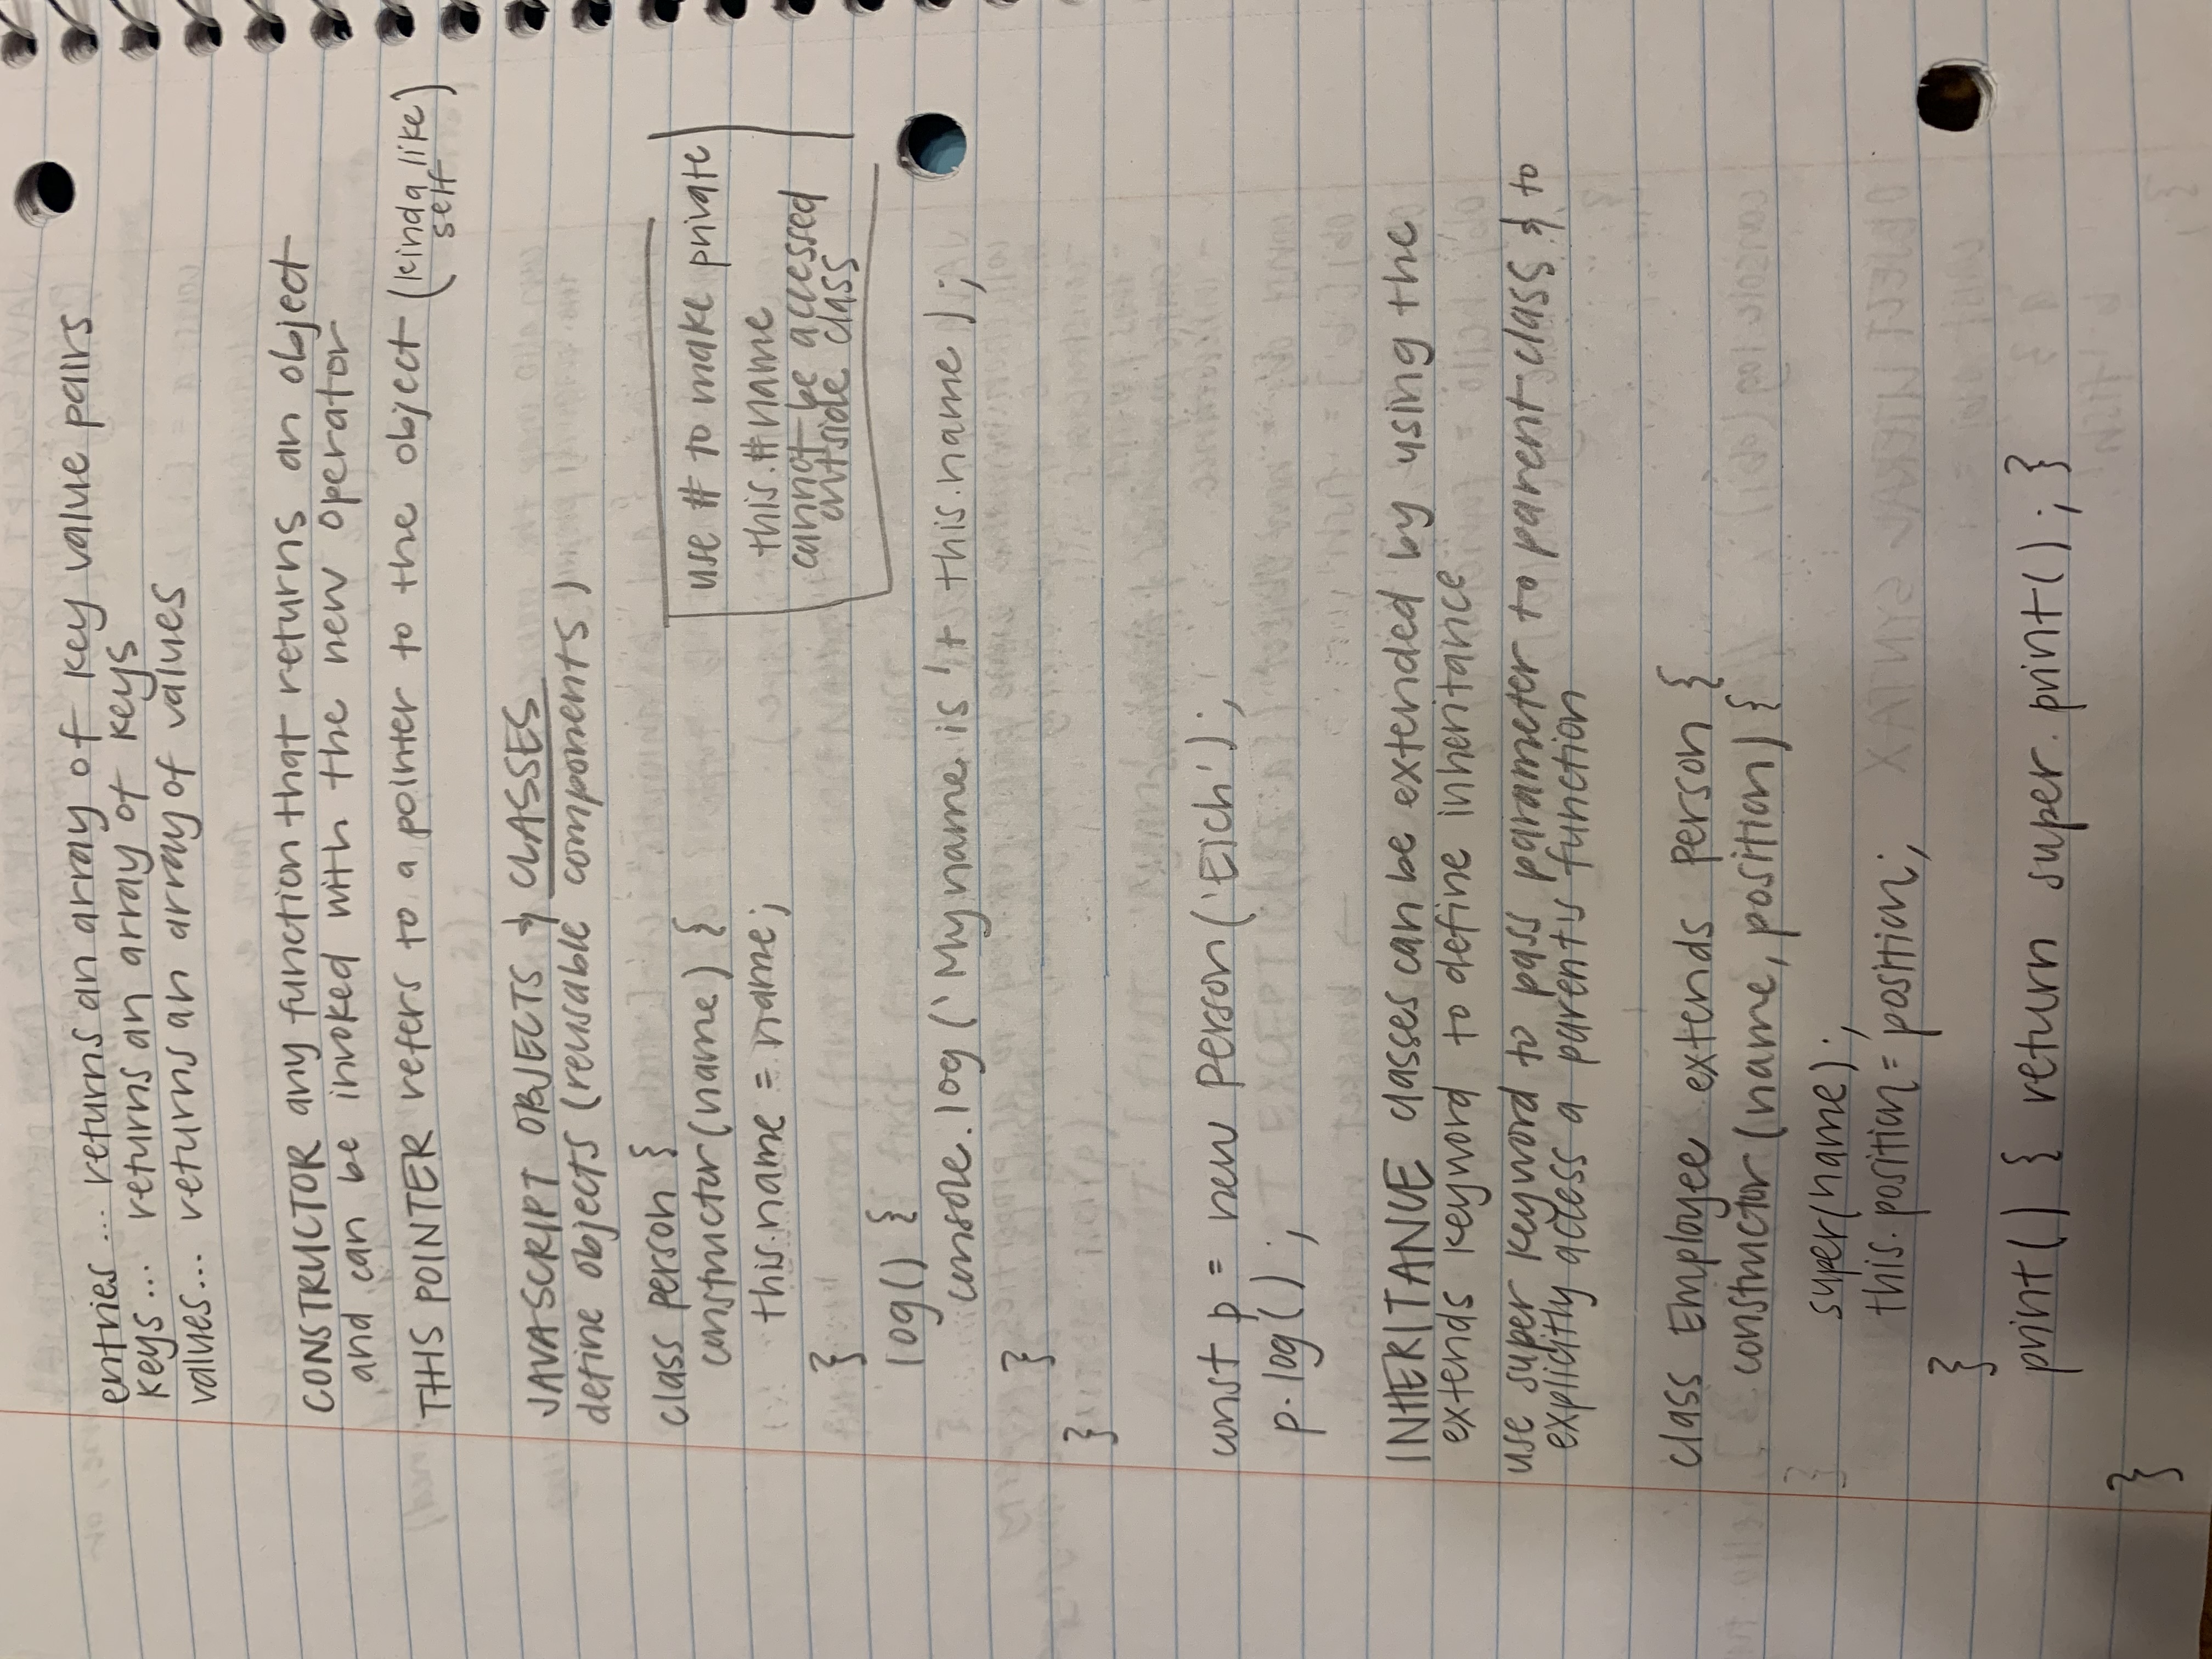 entries ... returns an array of key value pairs
keys ... returns an array of keys
values ... returns an array of values
CONSTRUCTOR any function that returns an object
and can be invoked with the new operator
THIS POINTER refers to a pointer to the object (kinda like
self)
JAVASCRIPT OBJECTS & CLASSES
define objects (reusable components)
class person {
constructor(name) {
this.name = name;
}
use # to make private
this.#name
cannot be accessed
outside class
log() {
console.log('My name is '+ this.name);
}
}
const p = new person('Eich');
p.log();
INHERITANCE classes can be extended by using the
extends keyword to define inheritance
use super keyword to pass parameter to parent class & to
explicitly access a parent's function
class Employee extends person {
constructor(name, position) {
super(name);
this.position = position;
}
print() { return super.print(); }
}